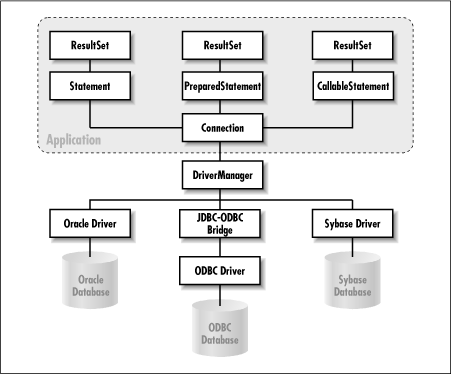 ResultSet
ResultSet
ResultSet
Statement
PreparedStatement
CallableStatement
Connection
Application
DriverManager
Oracle Driver
JDBC-ODBC
Bridge
Sybase Driver
ODBC Driver
Oracle
Database
Sybase
Database
ODBC
Database